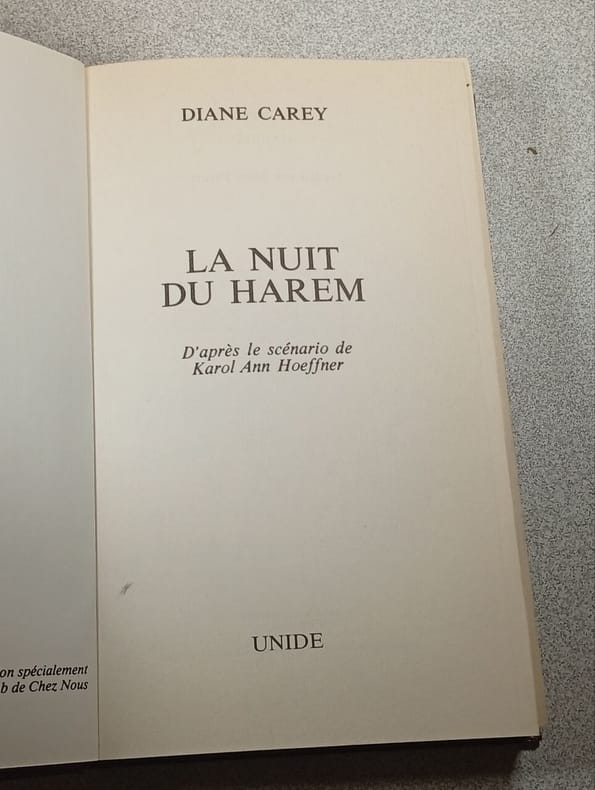 DIANE CAREY
LA NUIT
DU HAREM
D'après le scénario de
Karol Ann Hoeffner
UNIDE
on spécialement
b de Chez Nous